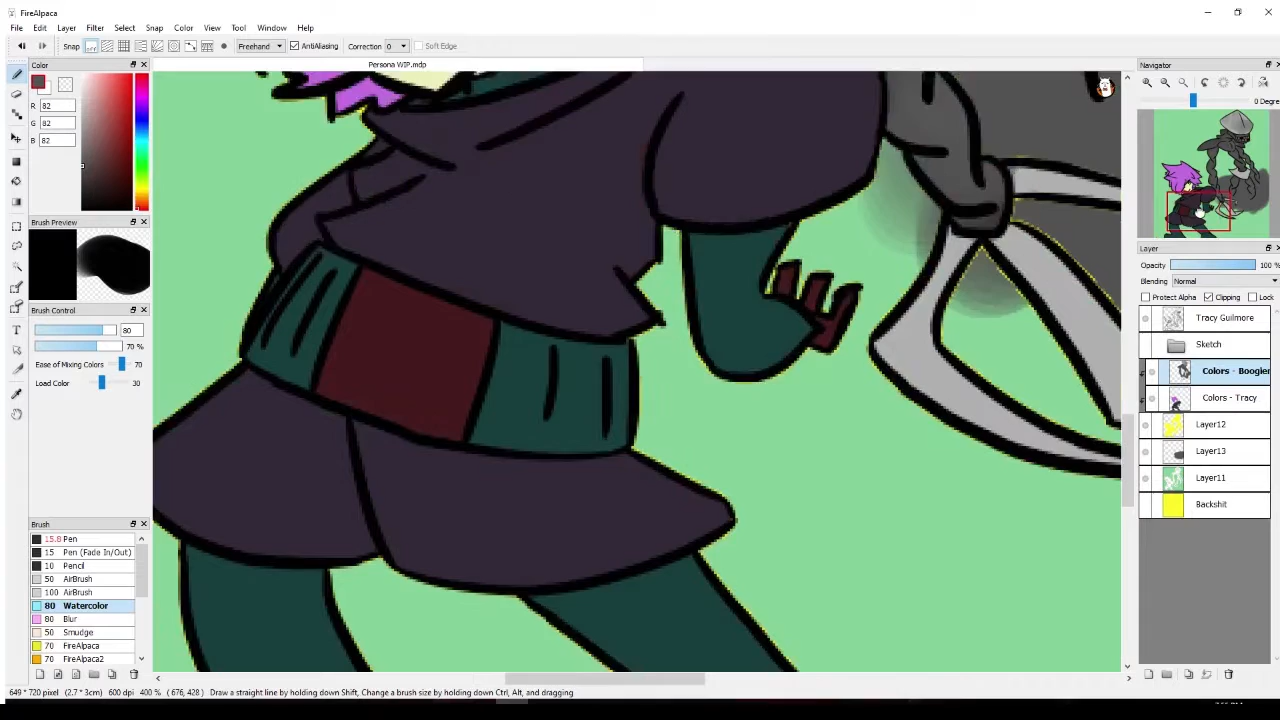 FireAlpaca
File Edit Layer Filter Select Snap Color View Tool Window Help
Snap OFF Freehand AntiAliasing Correction 0 Soft Edge
Persona WIP.mdp
Color
R 82
G 82
B 82
Brush Preview
Brush Control
80
70 %
Ease of Mixing Colors 70
Load Color 30
Brush
15.8 Pen
15 Pen (Fade In/Out)
10 Pencil
50 AirBrush
100 AirBrush
80 Watercolor
80 Blur
50 Smudge
70 FireAlpaca
70 FireAlpaca2
Navigator
0 Degree
Layer
Opacity 100 %
Blending Normal
Protect Alpha Clipping Lock
Tracy Guilmore
Sketch
Colors - Boogier
Colors - Tracy
Layer12
Layer13
Layer11
Backshit
649 * 720 pixel (2.7 * 3cm) 600 dpi 400 % ( 676, 428 ) Draw a straight line by holding down Shift, Change a brush size by holding down Ctrl, Alt, and dragging